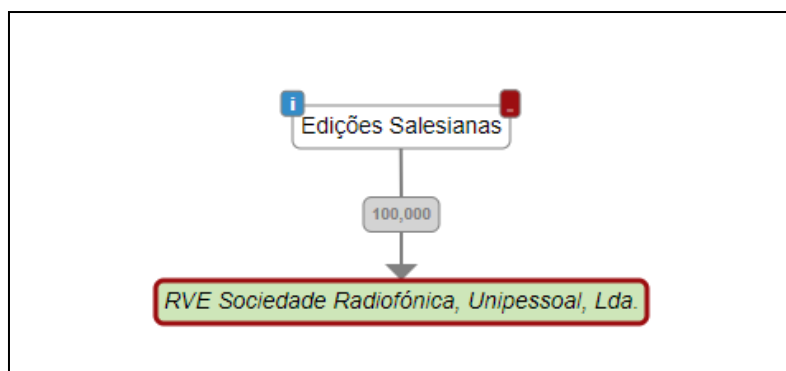 i
-
Edições Salesianas
100,000
RVE Sociedade Radiofónica, Unipessoal, Lda.